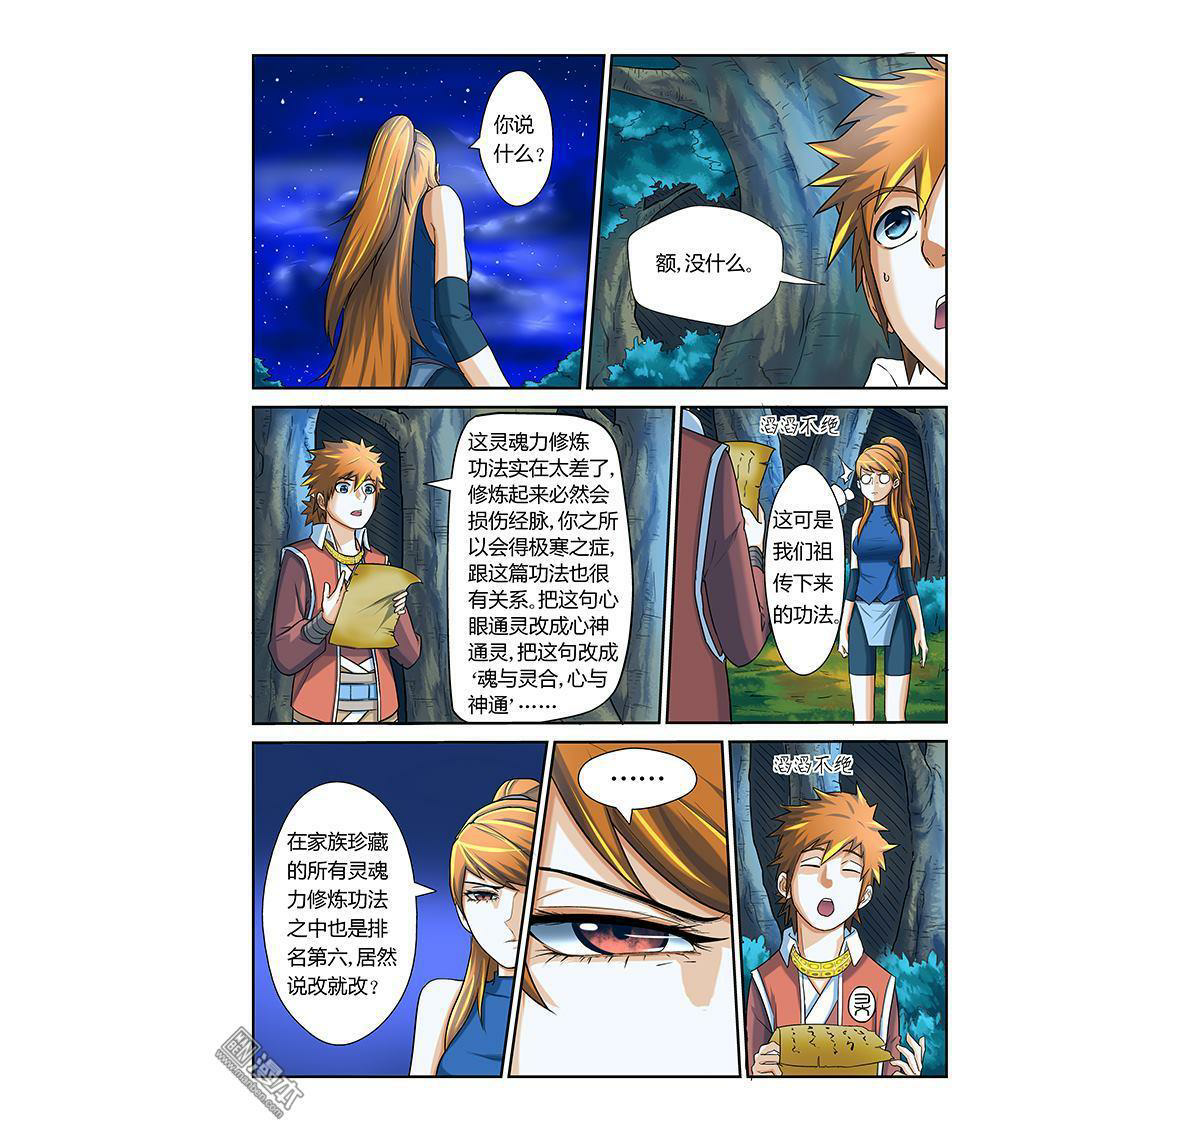 你说
什么？
额，没什么。
这灵魂力修炼
功法实在太差了，
修炼起来必然会
损伤经脉，你之所
以会得极寒之症，
跟这篇功法也很
有关系。把这句心
眼通灵改成心神
通灵，把这句改成
‘魂与灵合，心与
神通’……
滔滔不绝
这可是
我们祖
传下来
的功法。
在家族珍藏
的所有灵魂
力修炼功法
之中也是排
名第六，居然
说改就改？
……
滔滔不绝
漫本
www.manben.com